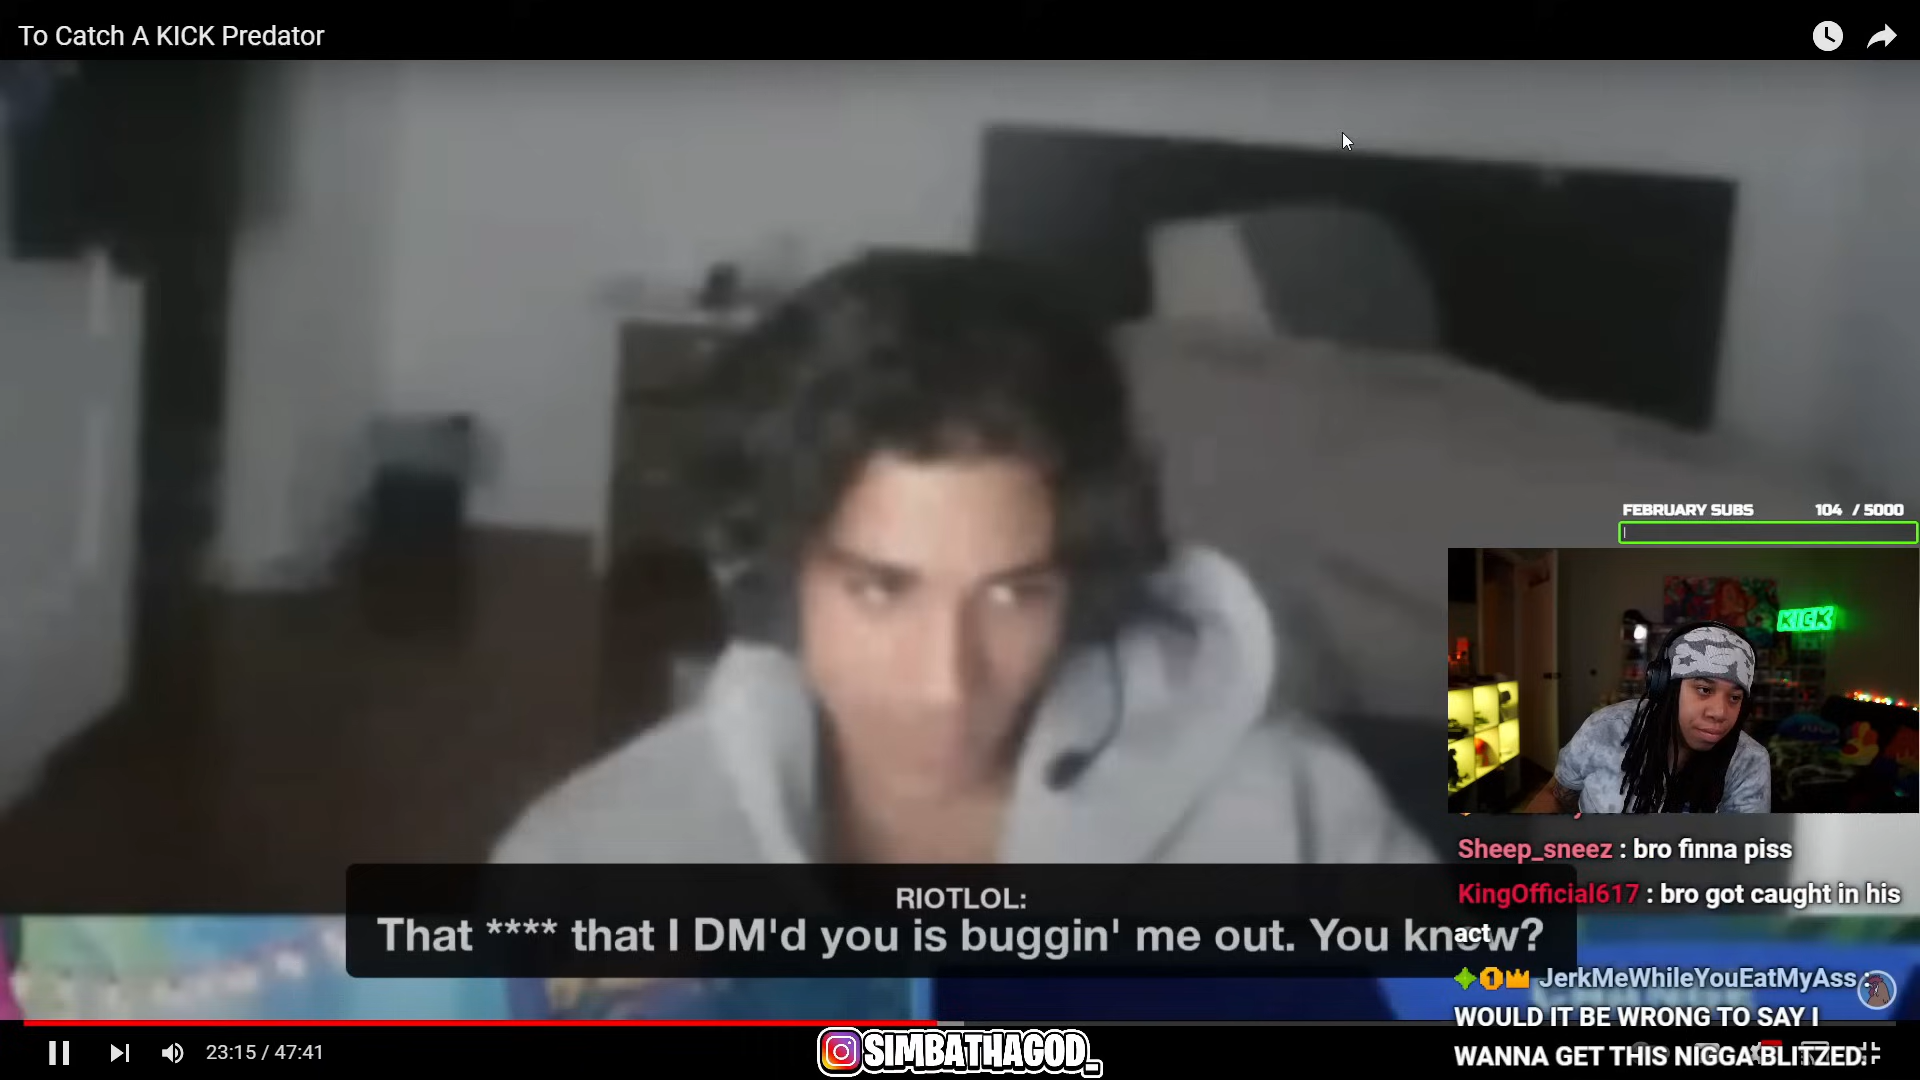 To Catch A KICK Predator
FEBRUARY SUBS 104 / 5000
KICK
Sheep_sneez : bro finna piss
KingOfficial617 : bro got caught in his
act
JerkMeWhileYouEatMyAss :
WOULD IT BE WRONG TO SAY I
WANNA GET THIS NIGGA BLITZED.
RIOTLOL:
That **** that I DM'd you is buggin' me out. You know?
23:15 / 47:41
SIMBATHAGOD_